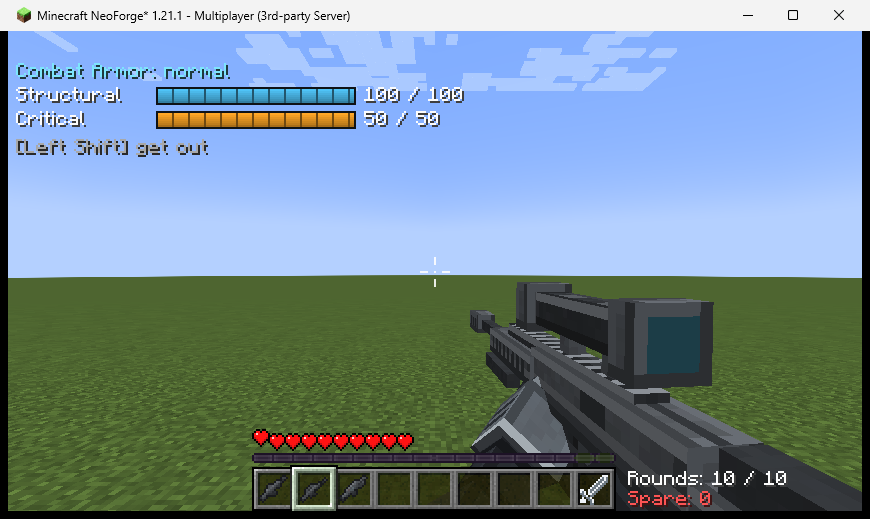 Minecraft NeoForge* 1.21.1 - Multiplayer (3rd-party Server)
Combat Armor: normal
Structural 100 / 100
Critical 50 / 50
[Left Shift] get out
Rounds: 10 / 10
Spare: 0